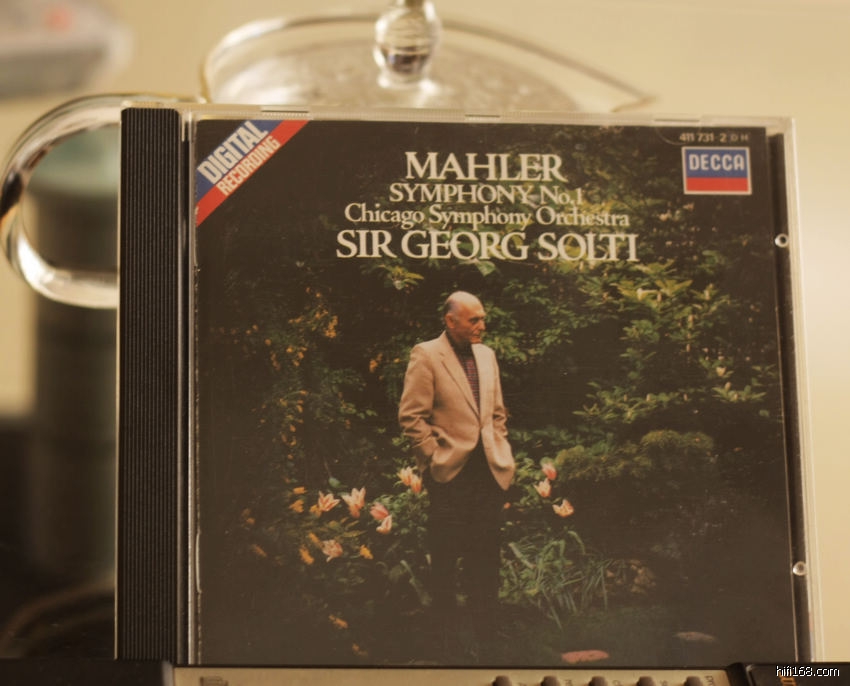 DIGITAL
RECORDING
411 731-2 DH
DECCA
MAHLER
SYMPHONY No.1
Chicago Symphony Orchestra
SIR GEORG SOLTI
hifi168.com